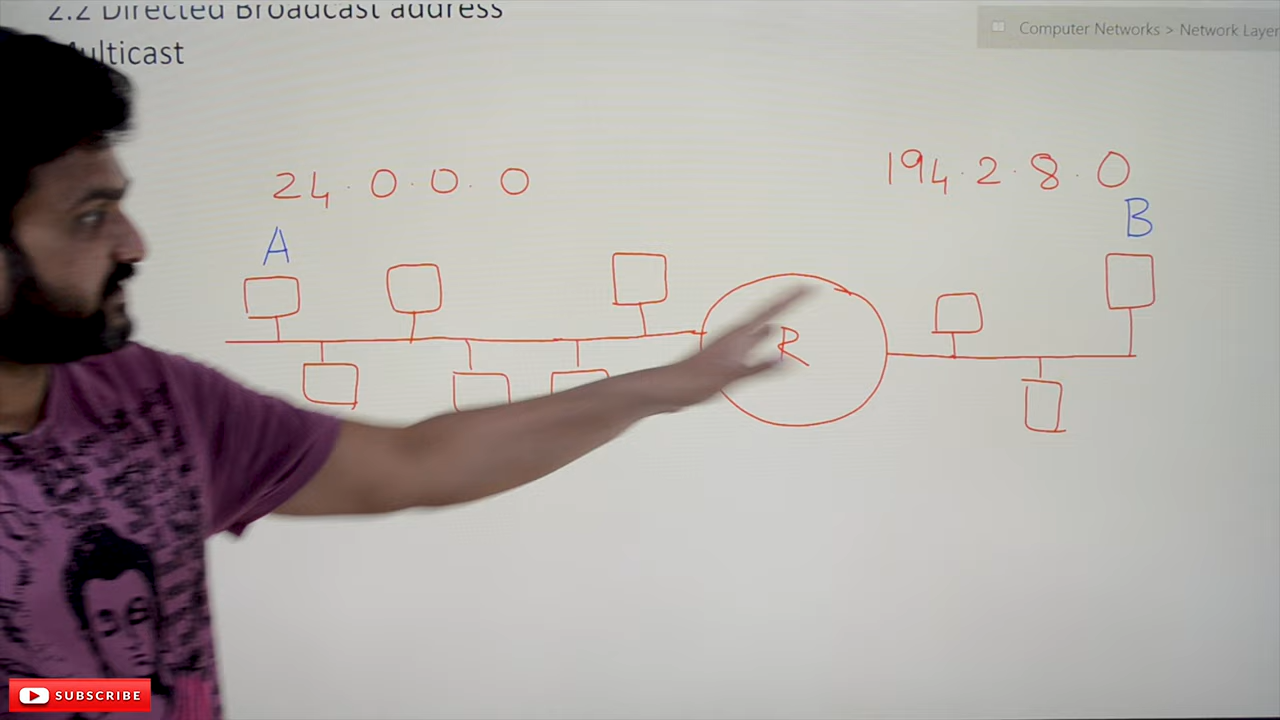 2.2 Directed Broadcast address
Multicast
Computer Networks > Network Layer
24.0.0.0
194.2.8.0
A
B
R
SUBSCRIBE